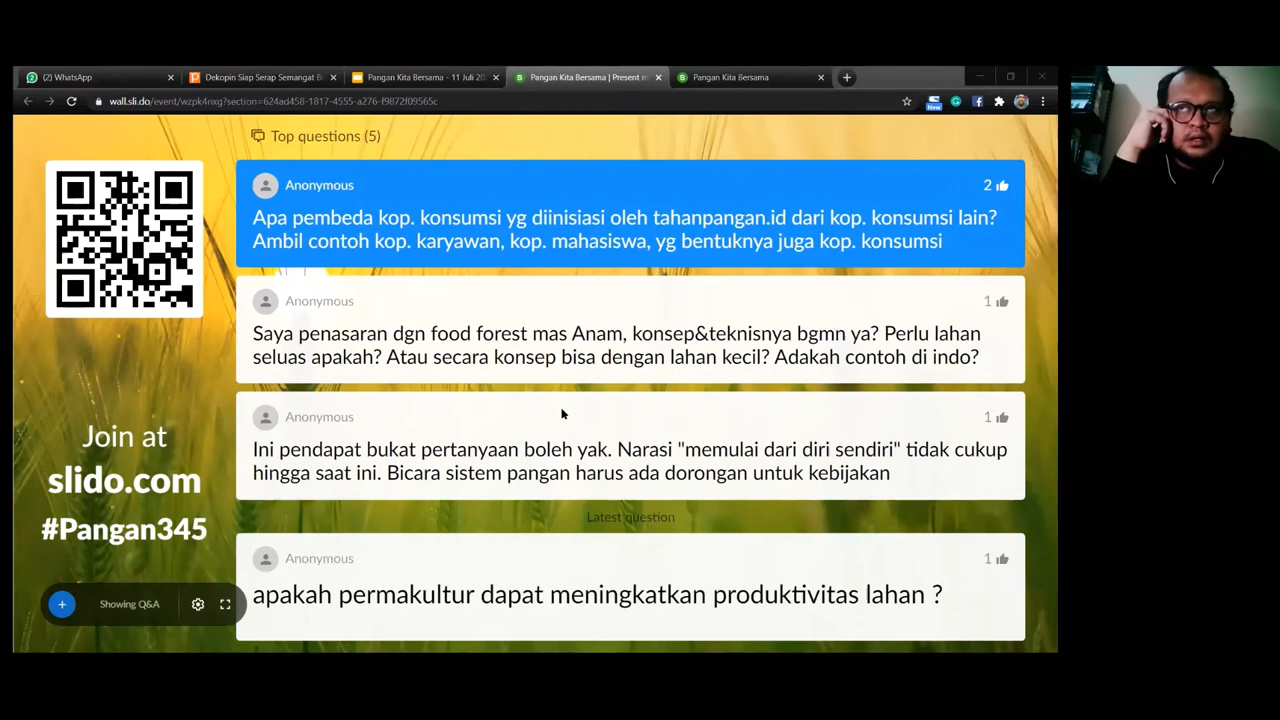 (2) WhatsApp
Dekopin Siap Serap Semangat B
Pangan Kita Bersama - 11 Juli 20
Pangan Kita Bersama | Present m
Pangan Kita Bersama
wall.sli.do/event/wzpk4nxg?section=624ad458-1817-4555-a276-f9872f09565c
New
Top questions (5)
Anonymous
2
Apa pembeda kop. konsumsi yg diinisiasi oleh tahanpangan.id dari kop. konsumsi lain?
Ambil contoh kop. karyawan, kop. mahasiswa, yg bentuknya juga kop. konsumsi
Anonymous
1
Saya penasaran dgn food forest mas Anam, konsep&teknisnya bgmn ya? Perlu lahan
seluas apakah? Atau secara konsep bisa dengan lahan kecil? Adakah contoh di indo?
Anonymous
1
Ini pendapat bukat pertanyaan boleh yak. Narasi "memulai dari diri sendiri" tidak cukup
hingga saat ini. Bicara sistem pangan harus ada dorongan untuk kebijakan
Latest question
Anonymous
1
apakah permakultur dapat meningkatkan produktivitas lahan ?
Join at
slido.com
#Pangan345
Showing Q&A